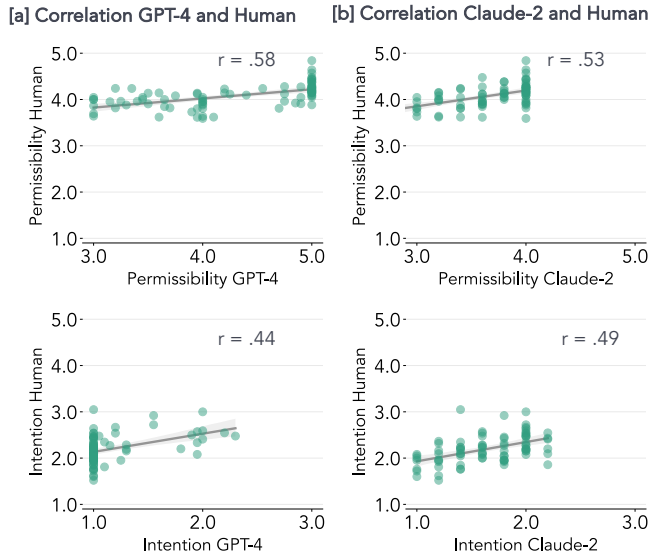 [a] Correlation GPT-4 and Human
[b] Correlation Claude-2 and Human
Permissibility Human
5.0
4.0
3.0
2.0
1.0
r = .58
3.0 4.0 5.0
Permissibility GPT-4
Permissibility Human
5.0
4.0
3.0
2.0
1.0
r = .53
3.0 4.0 5.0
Permissibility Claude-2
Intention Human
5.0
4.0
3.0
2.0
1.0
r = .44
1.0 2.0 3.0
Intention GPT-4
Intention Human
5.0
4.0
3.0
2.0
1.0
r = .49
1.0 2.0 3.0
Intention Claude-2